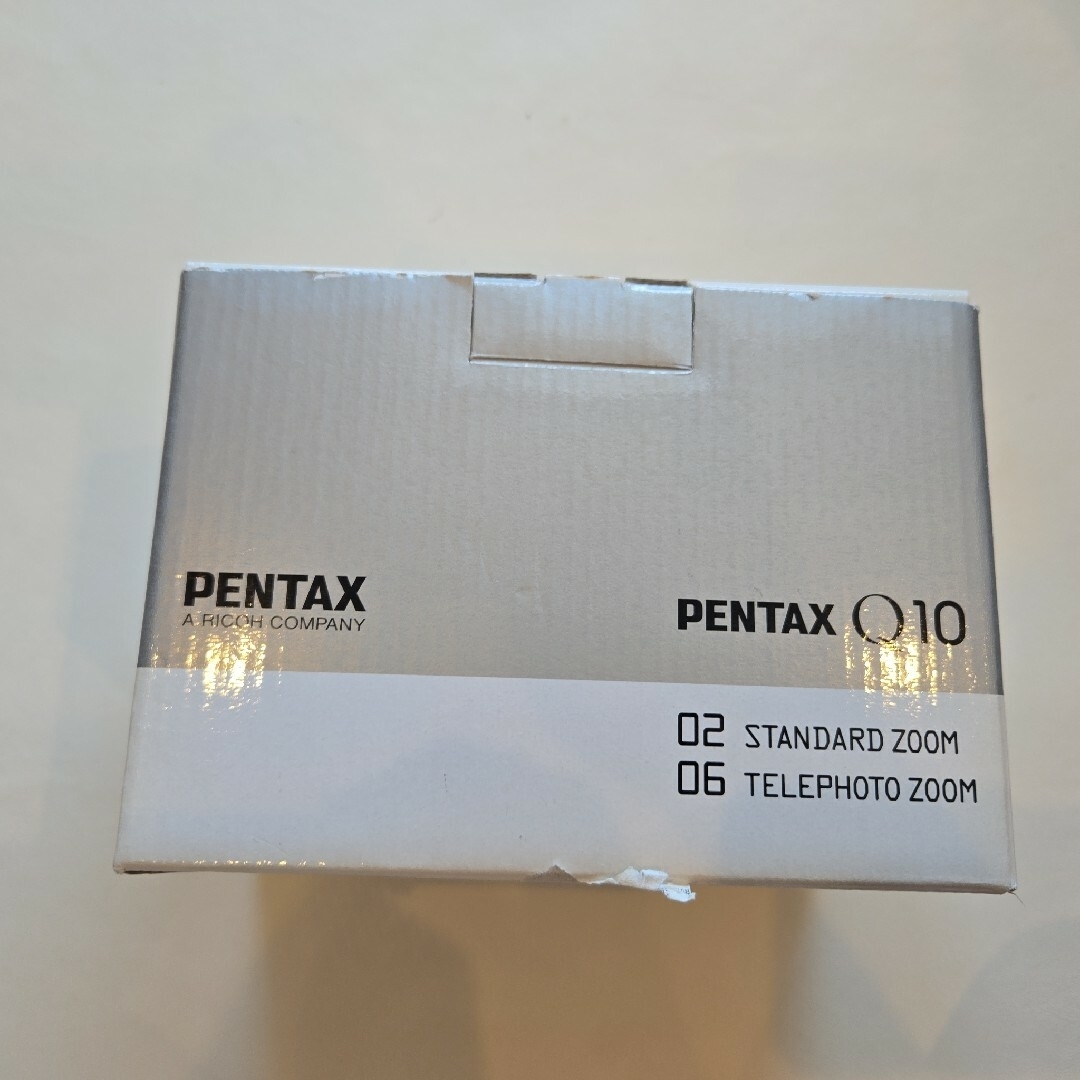 PENTAX
A RICOH COMPANY
PENTAX Q10
02 STANDARD ZOOM
06 TELEPHOTO ZOOM